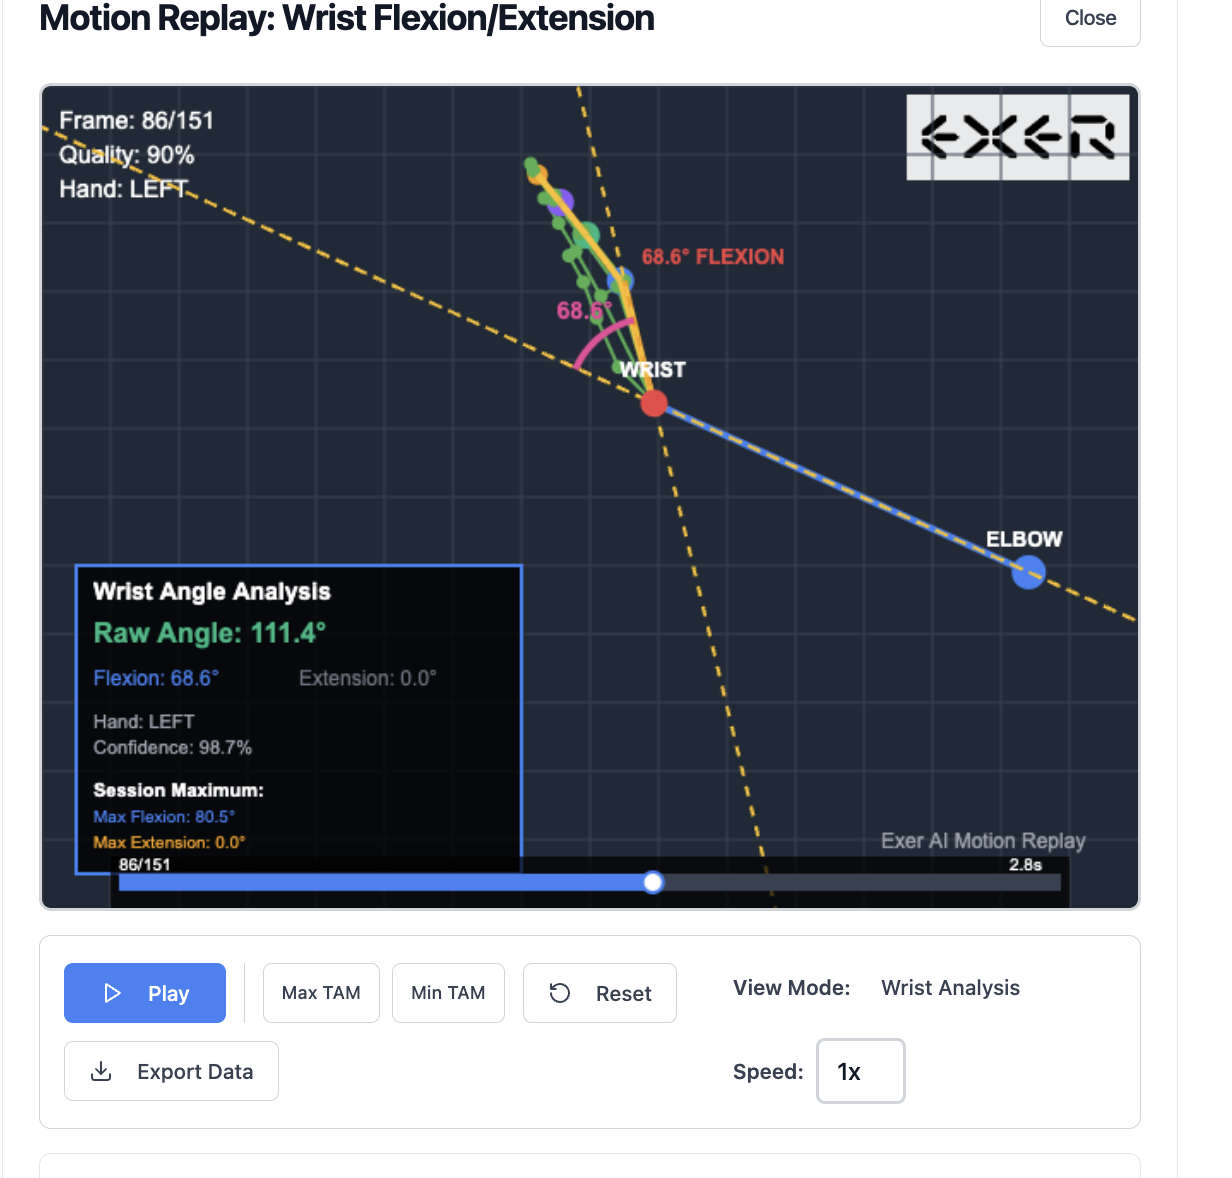 Motion Replay: Wrist Flexion/Extension
Close
Frame: 86/151
Quality: 90%
Hand: LEFT
EXER
68.6° FLEXION
68.6°
WRIST
ELBOW
Wrist Angle Analysis
Raw Angle: 111.4°
Flexion: 68.6° Extension: 0.0°
Hand: LEFT
Confidence: 98.7%
Session Maximum:
Max Flexion: 80.5°
Max Extension: 0.0°
Exer AI Motion Replay
86/151 2.8s
Play Max TAM Min TAM Reset View Mode: Wrist Analysis
Export Data Speed: 1x